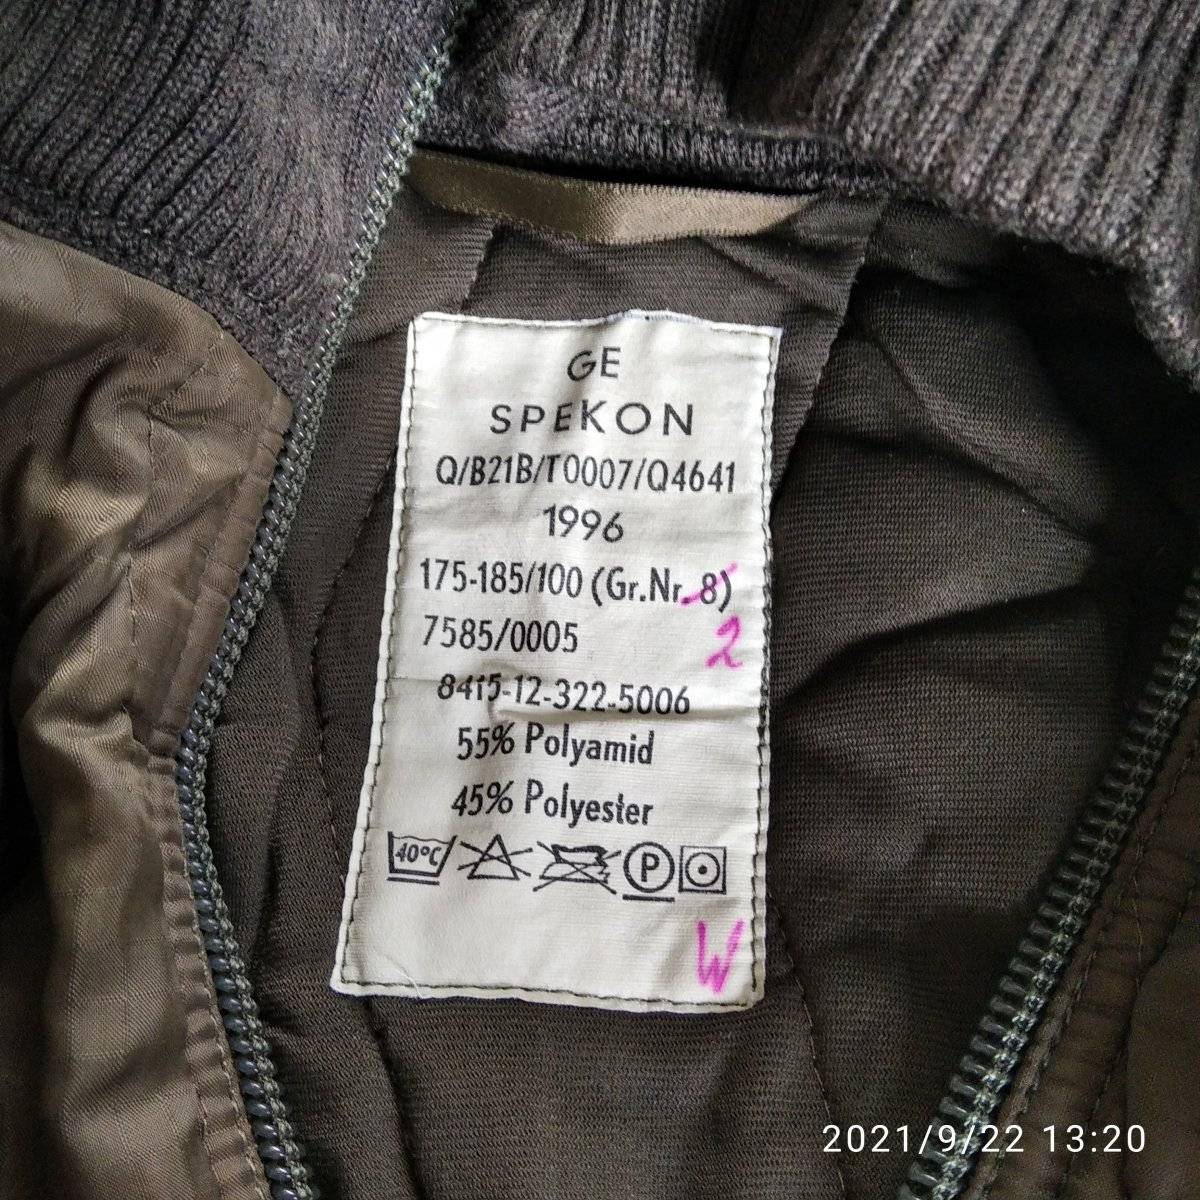 GE
SPEKON
Q/B21B/T0007/Q4641
1996
175-185/100 (Gr.Nr. 8)
2
7585/0005
8415-12-322-5006
55% Polyamid
45% Polyester
40°C P
W
2021/9/22 13:20